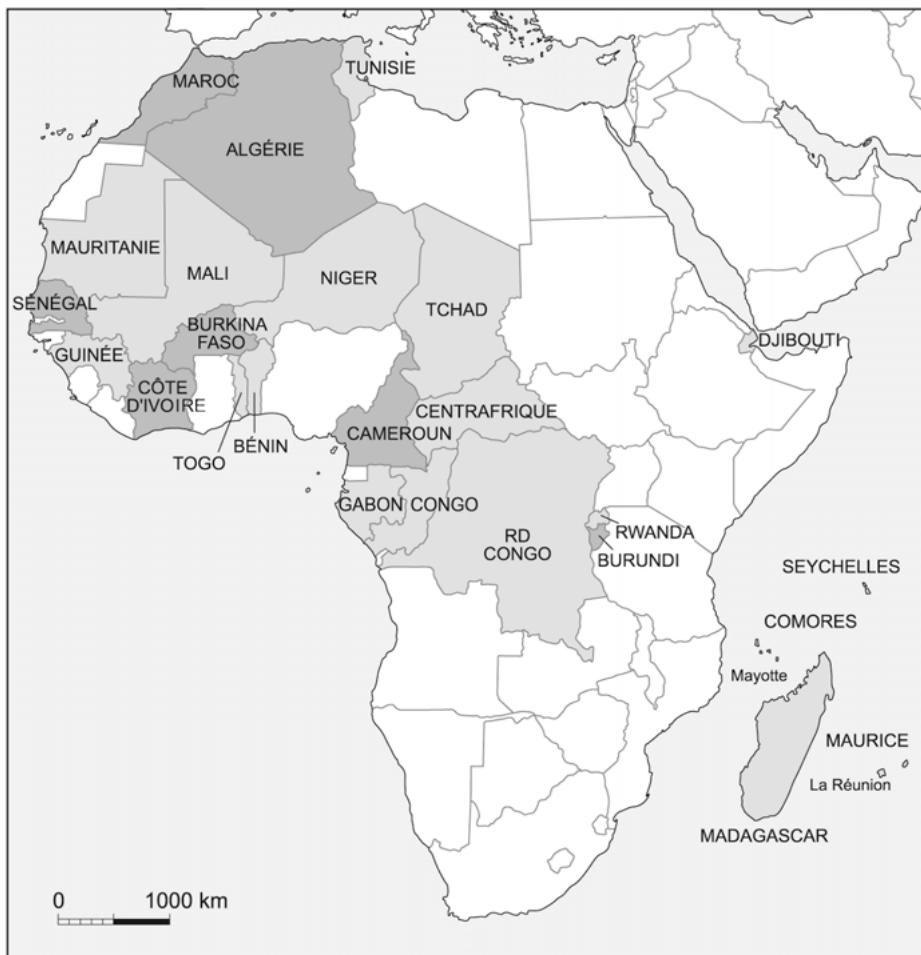 MAROC
TUNISIE
ALGÉRIE
MAURITANIE
MALI
NIGER
TCHAD
SÉNÉGAL
BURKINA
FASO
DJIBOUTI
GUINÉE
CÔTE
D'IVOIRE
CENTRAFRIQUE
CAMEROUN
BÉNIN
TOGO
GABON
CONGO
RD
CONGO
RWANDA
BURUNDI
SEYCHELLES
COMORES
Mayotte
MAURICE
La Réunion
MADAGASCAR
0 1000 km